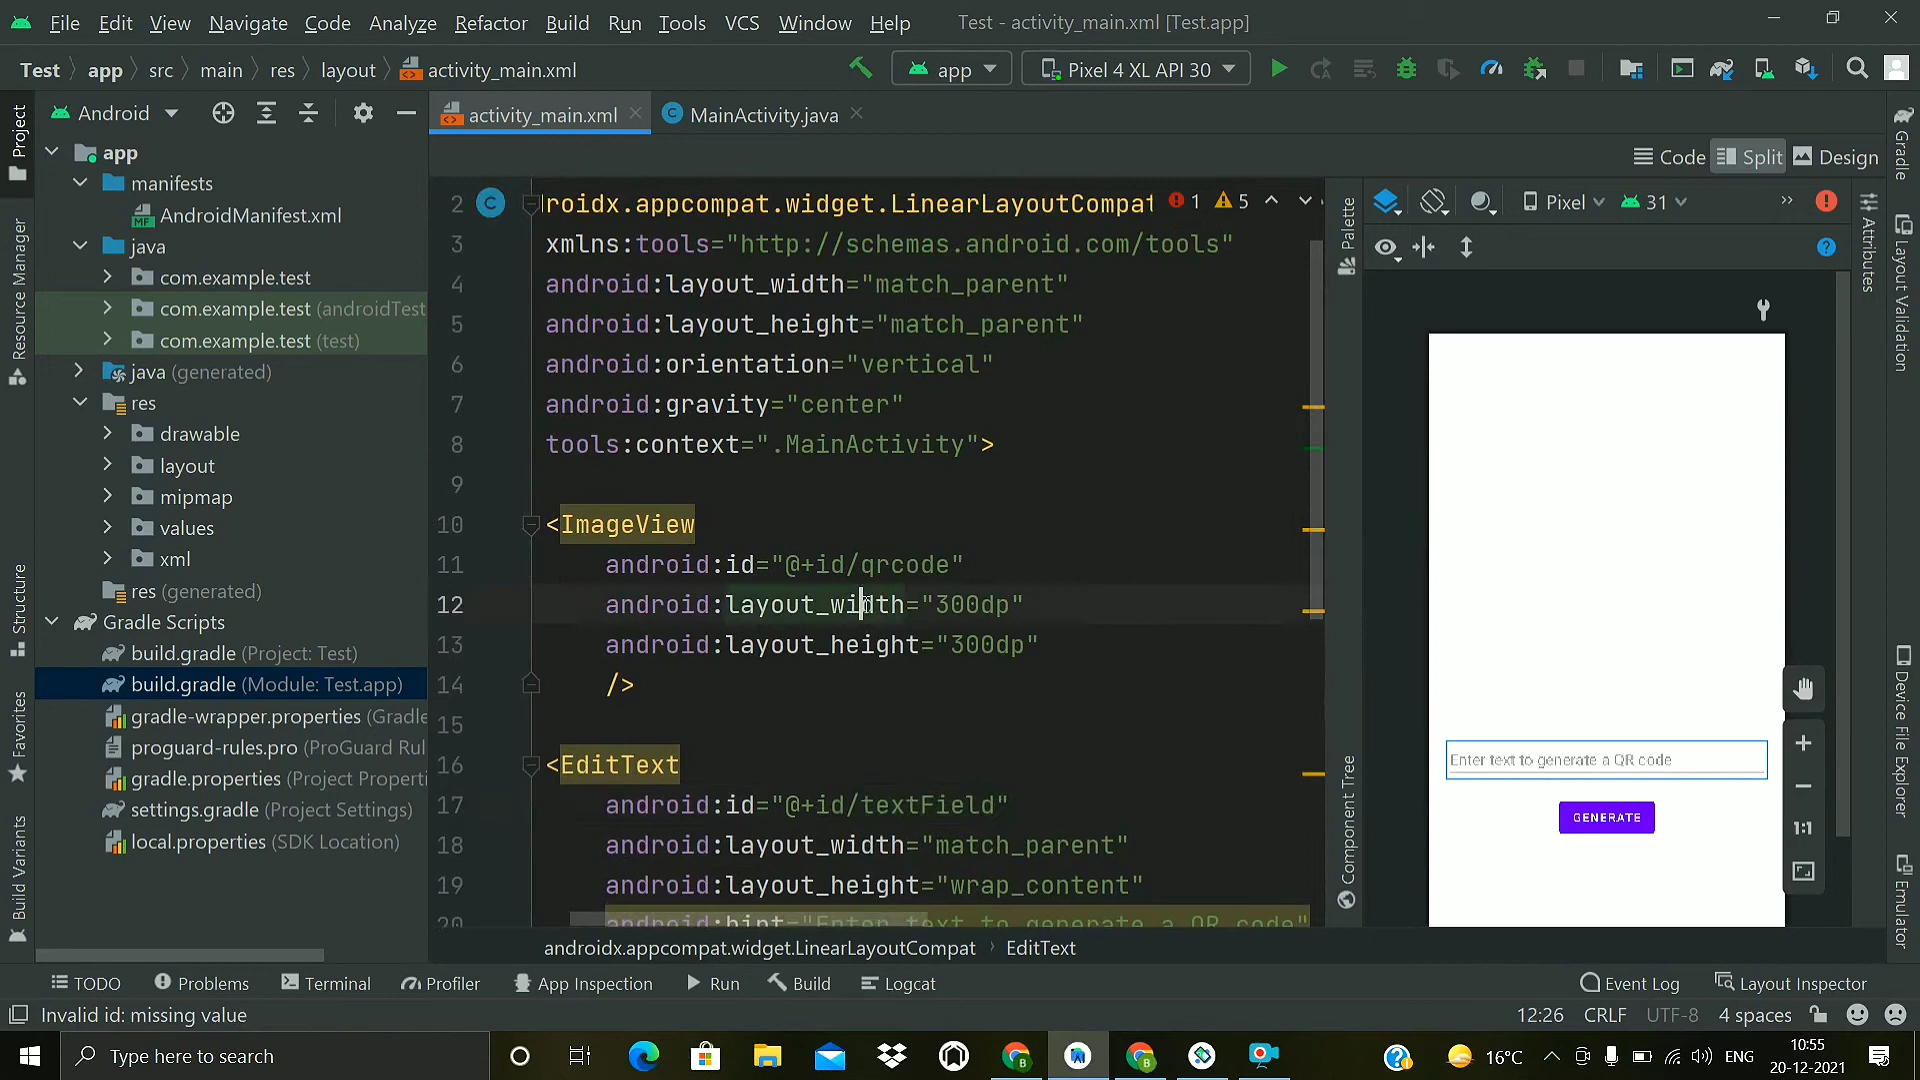 File Edit View Navigate Code Analyze Refactor Build Run Tools VCS Window Help Test - activity_main.xml [Test.app]
Test app src main res layout activity_main.xml app Pixel 4 XL API 30
Android
activity_main.xml MainActivity.java
Code Split Design
Project
Resource Manager
Structure
Favorites
Build Variants
app
manifests
AndroidManifest.xml
java
com.example.test
com.example.test (androidTest
com.example.test (test)
java (generated)
res
drawable
layout
mipmap
values
xml
res (generated)
Gradle Scripts
build.gradle (Project: Test)
build.gradle (Module: Test.app)
gradle-wrapper.properties (Gradle
proguard-rules.pro (ProGuard Rul
gradle.properties (Project Properti
settings.gradle (Project Settings)
local.properties (SDK Location)
2 roidx.appcompat.widget.LinearLayoutCompat 1 5
3 xmlns:tools="http://schemas.android.com/tools"
4 android:layout_width="match_parent"
5 android:layout_height="match_parent"
6 android:orientation="vertical"
7 android:gravity="center"
8 tools:context=".MainActivity">
9
10 <ImageView
11 android:id="@+id/qrcode"
12 android:layout_width="300dp"
13 android:layout_height="300dp"
14 />
15
16 <EditText
17 android:id="@+id/textField"
18 android:layout_width="match_parent"
19 android:layout_height="wrap_content"
20 android:hint="Enter text to generate a QR code"
androidx.appcompat.widget.LinearLayoutCompat EditText
Palette
Component Tree
Pixel 31
Enter text to generate a QR code
GENERATE
1:1
Attributes
Gradle
Layout Validation
Device File Explorer
Emulator
TODO Problems Terminal Profiler App Inspection Run Build Logcat Event Log Layout Inspector
Invalid id: missing value 12:26 CRLF UTF-8 4 spaces
Type here to search 16°C ENG 10:55
20-12-2021